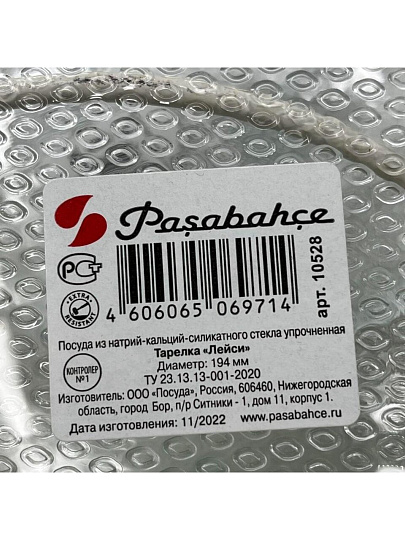 Paşabahçe
РСТ
EXTRA RESISTANT
4 606065 069714
арт. 10528
Посуда из натрий-кальций-силикатного стекла упрочненная
Тарелка «Лейси»
Диаметр: 194 мм
ТУ 23.13.13-001-2020
КОНТРОЛЕР
№1
Изготовитель: ООО «Посуда», Россия, 606460, Нижегородская
область, город Бор, п/р Ситники - 1, дом 11, корпус 1.
Дата изготовления: 11/2022 www.pasabahce.ru